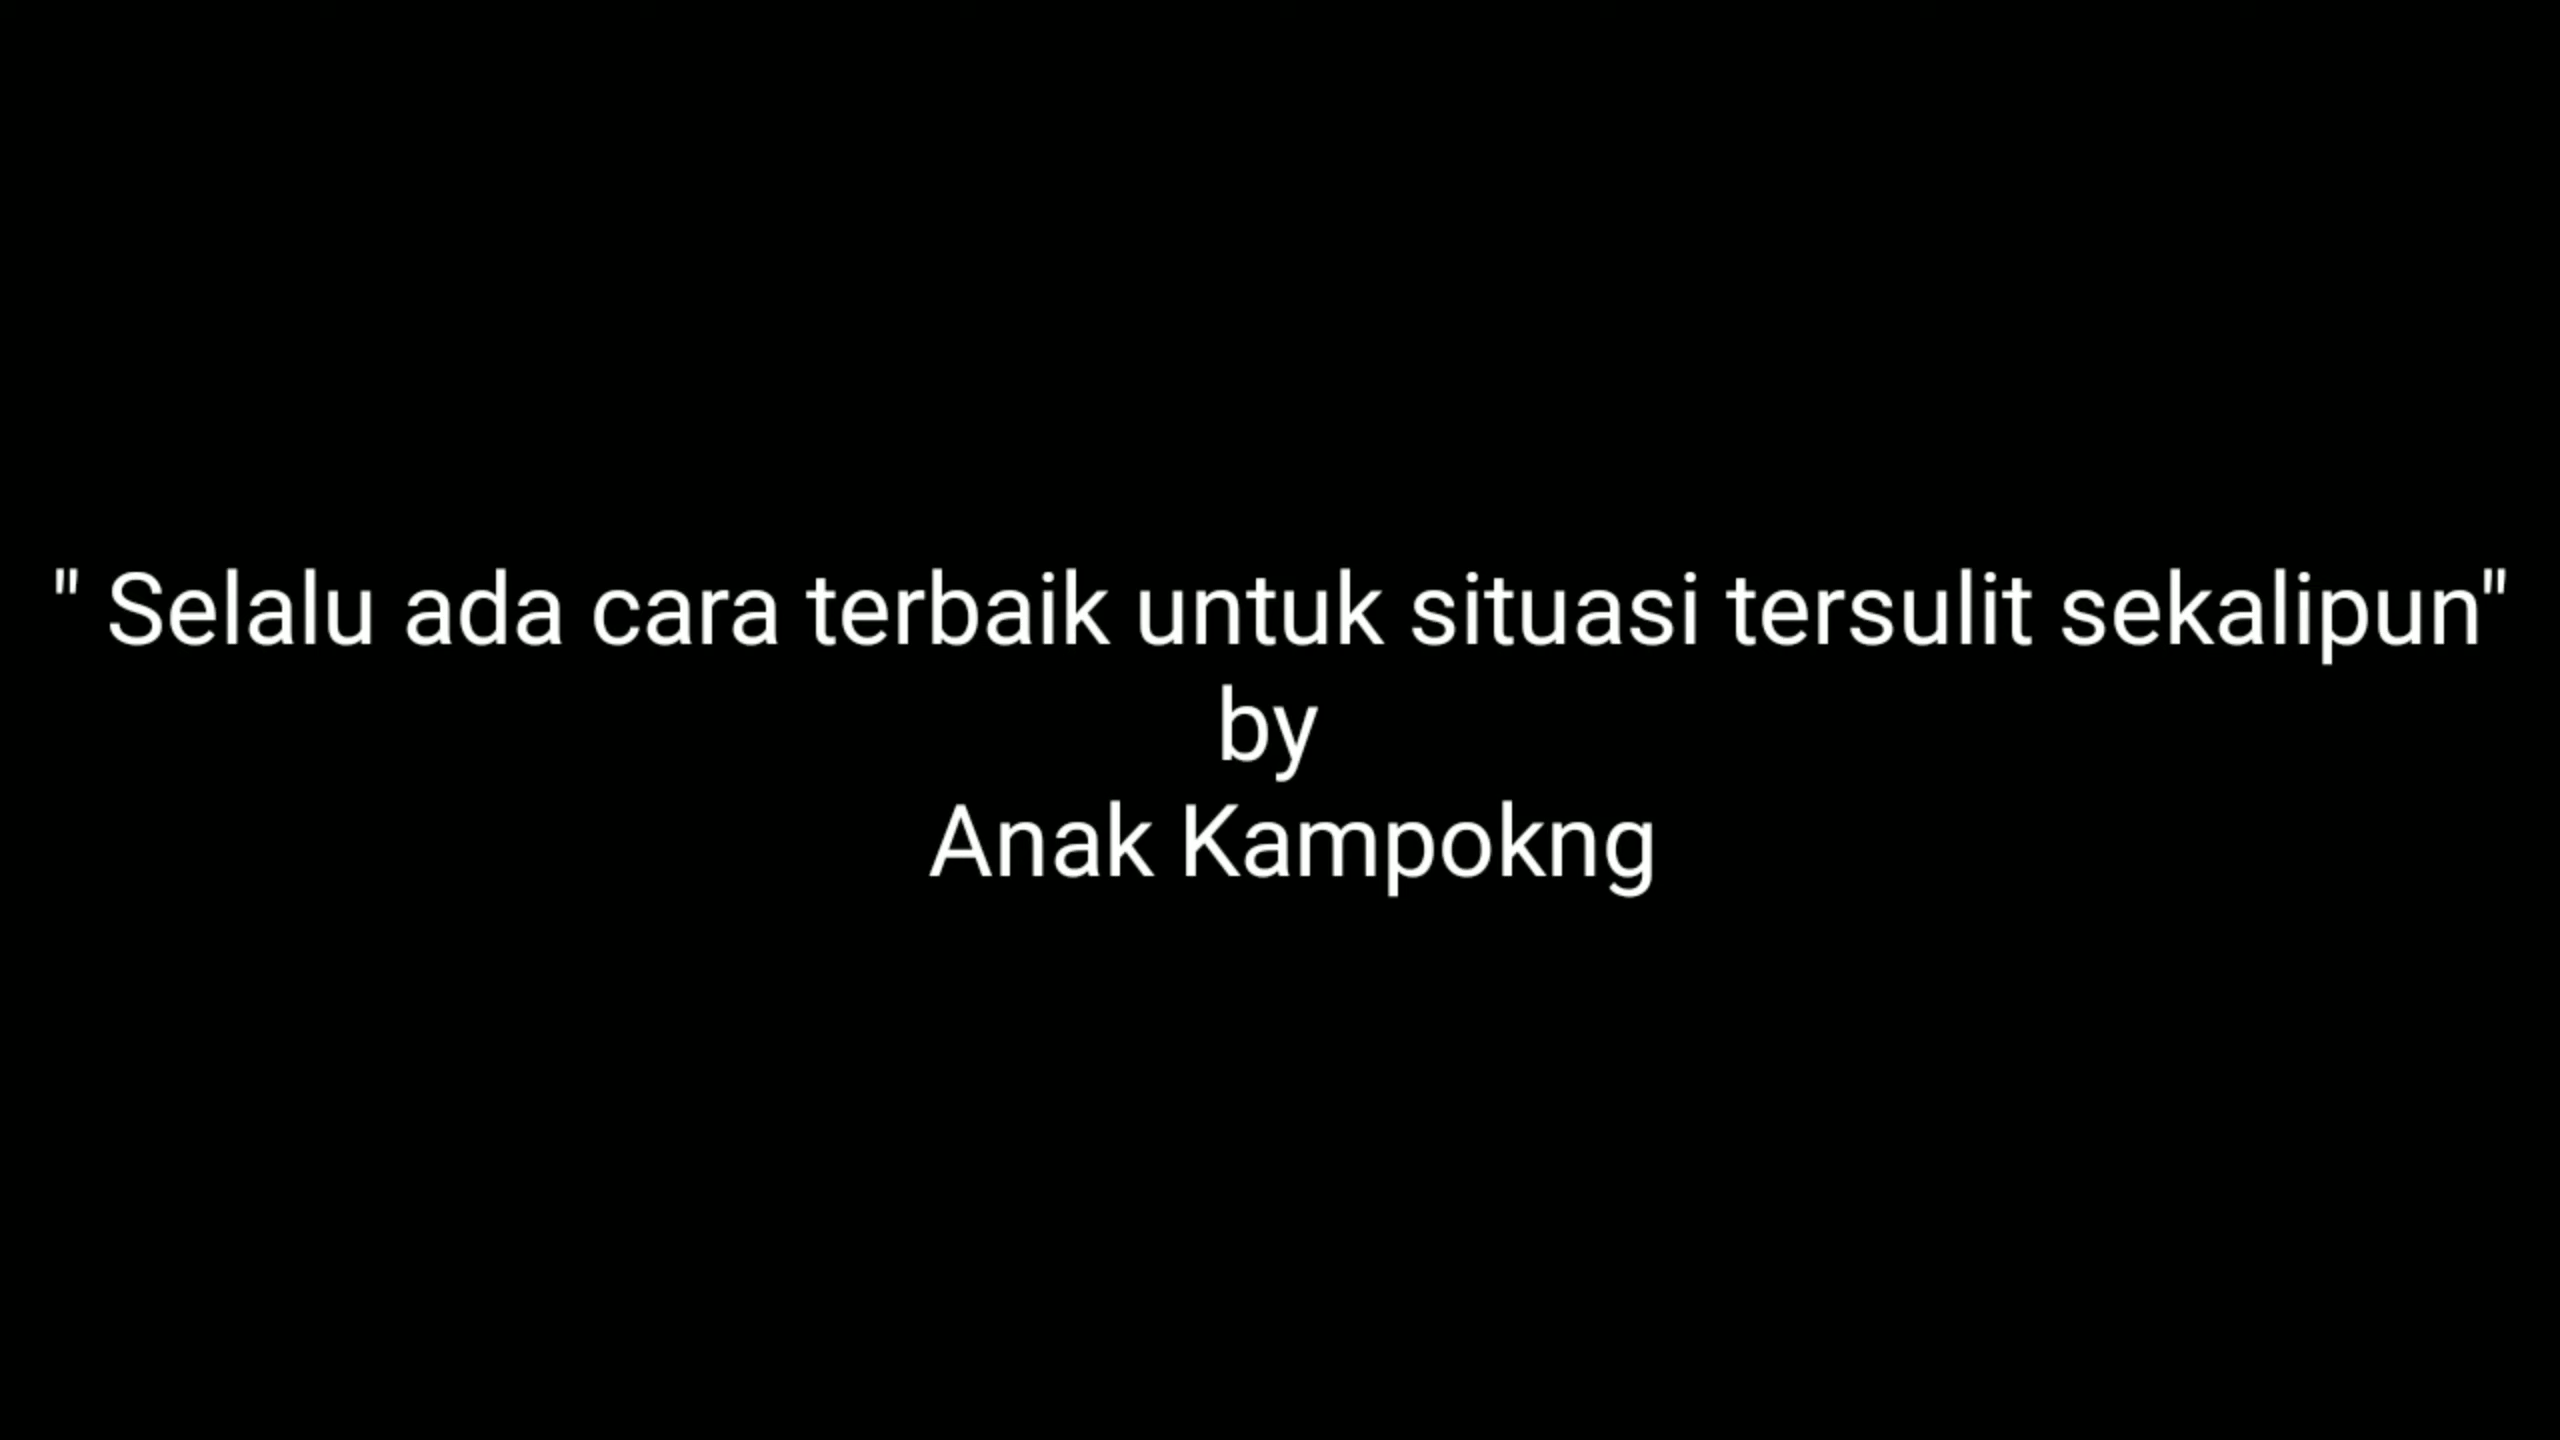 " Selalu ada cara terbaik untuk situasi tersulit sekalipun"
by
Anak Kampokng